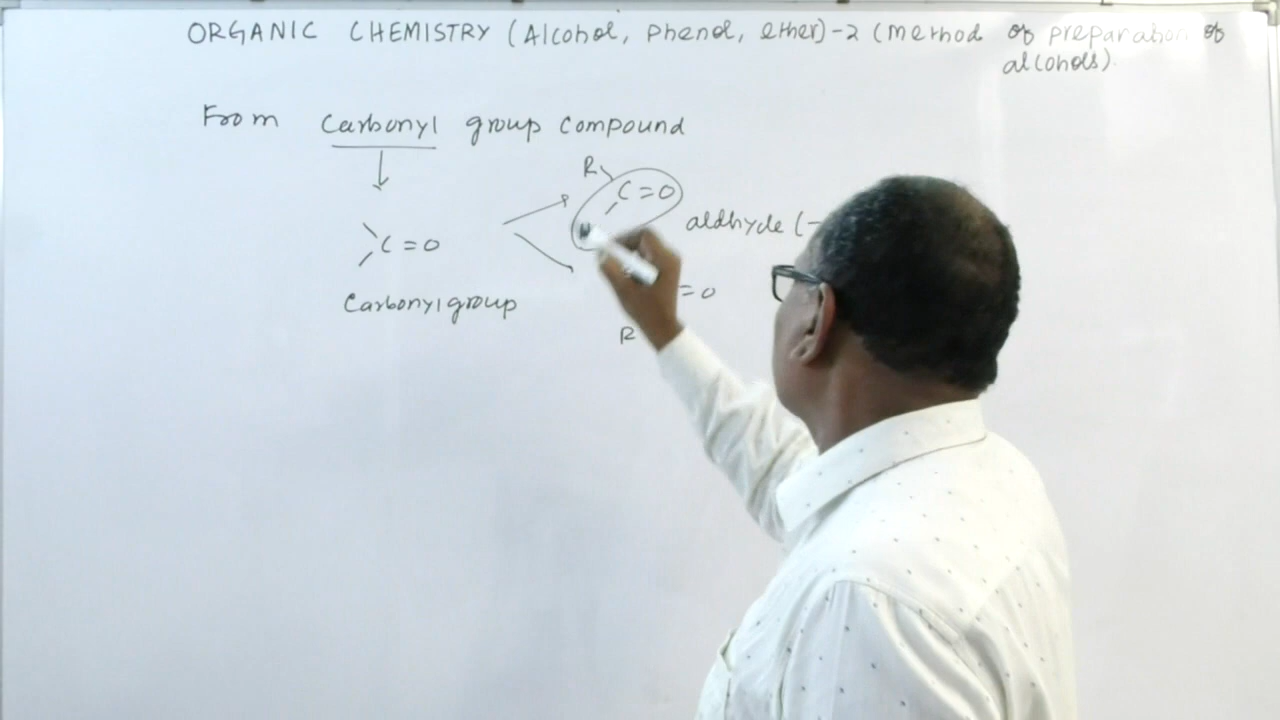 ORGANIC CHEMISTRY (Alcohol, Phenol, ether)-2 (method of preparation of
alcohols).
From Carbonyl group compound
R
C=O
aldhyde (-
C=O
=O
Carbonyl group
R